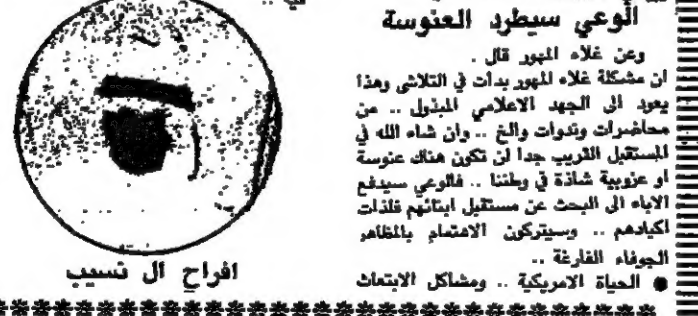 الوعي سيطرد العنوسة
وعن غلاء المهور قال .
ان مشكلة غلاء المهور بدات في التلاشى وهذا
يعود الى الجهد الاعلامي المبذول .. من
محاضرات وندوات والخ .. وان شاء الله في
المستقبل القريب جدا لن تكون هناك عنوسة
او عزوبية شاذة في وطننا .. فالوعي سيدفع
الاباء الى البحث عن مستقبل ابنائهم فلذات
اكبادهم .. وسيتركون الاهتمام بالمظاهر
الجوفاء الفارغة ..
● الحياة الامريكية .. ومشاكل الابتعاث
افراح ال نسيب